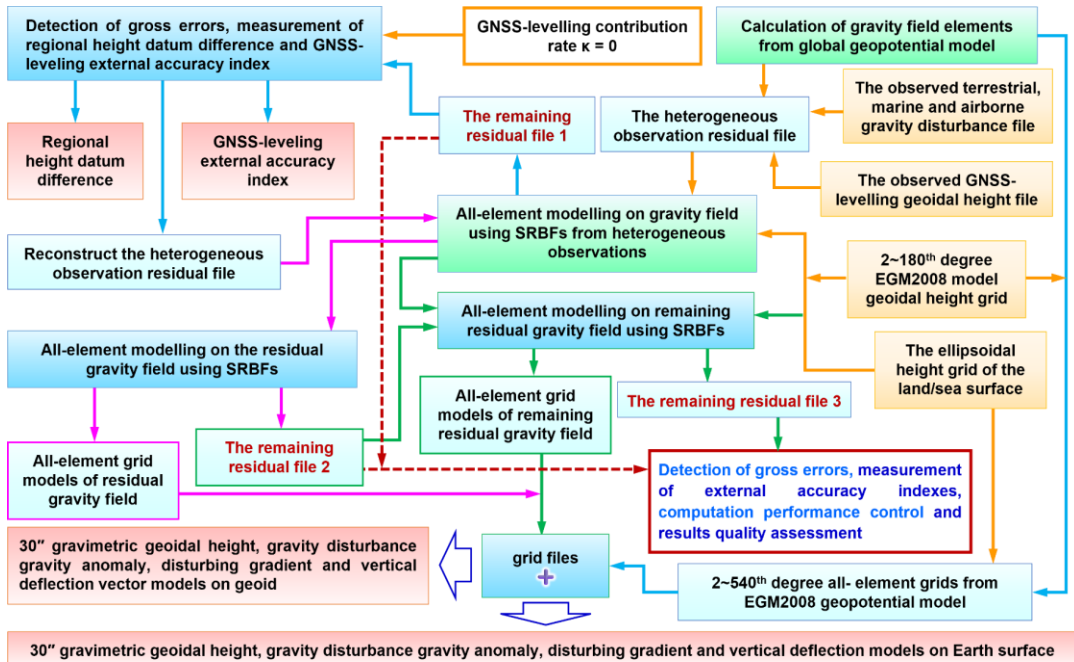 Detection of gross errors, measurement of
regional height datum difference and GNSS-
leveling external accuracy index
GNSS-levelling contribution
rate κ = 0
Calculation of gravity field elements
from global geopotential model
The observed terrestrial,
marine and airborne
gravity disturbance file
The remaining
residual file 1
The heterogeneous
observation residual file
Regional
height datum
difference
GNSS-leveling
external accuracy
index
The observed GNSS-
levelling geoidal height file
All-element modelling on gravity field
using SRBFs from heterogeneous
observations
Reconstruct the heterogeneous
observation residual file
2~180th degree
EGM2008 model
geoidal height grid
All-element modelling on remaining
residual gravity field using SRBFs
All-element modelling on the residual
gravity field using SRBFs
The ellipsoidal
height grid of the
land/sea surface
All-element grid
models of remaining
residual gravity field
The remaining residual file 3
The remaining
residual file 2
All-element grid
models of residual
gravity field
Detection of gross errors, measurement
of external accuracy indexes,
computation performance control and
results quality assessment
30″ gravimetric geoidal height, gravity disturbance
gravity anomaly, disturbing gradient and vertical
deflection vector models on geoid
grid files
+
2~540th degree all- element grids from
EGM2008 geopotential model
30″ gravimetric geoidal height, gravity disturbance gravity anomaly, disturbing gradient and vertical deflection models on Earth surface